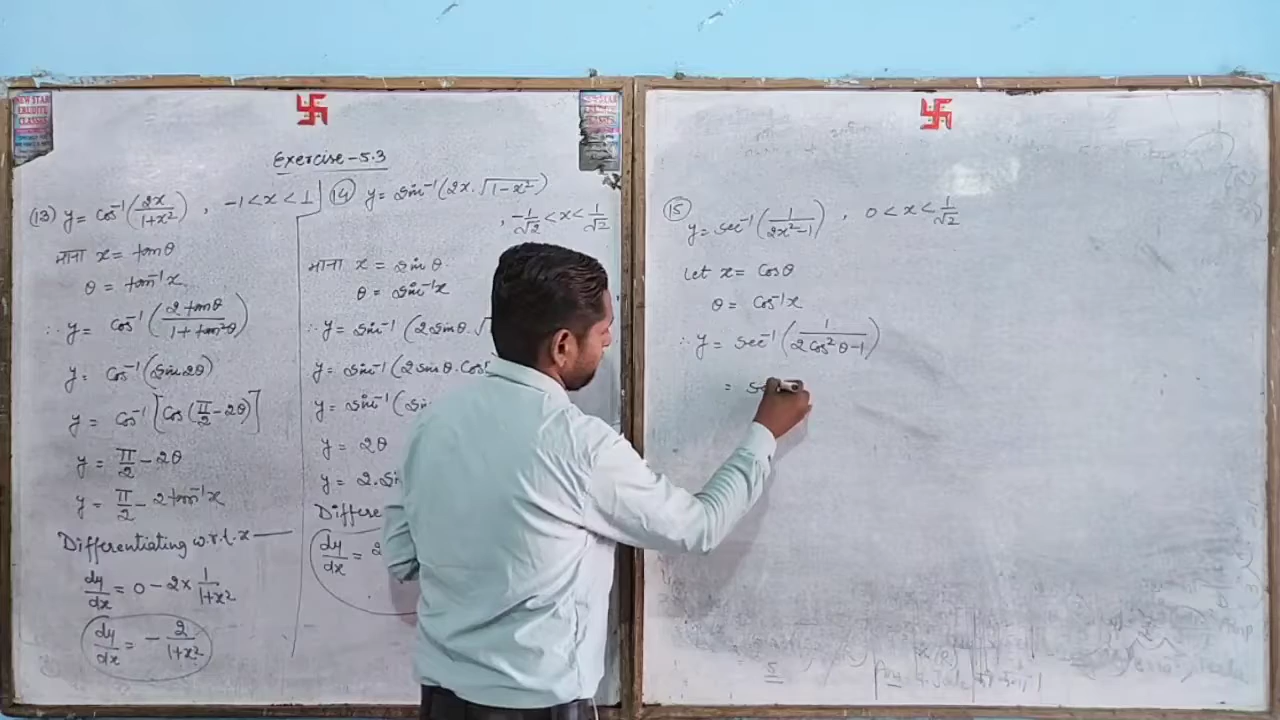 NEW STAR
ERUDITE
CLASSES
Exercise-5.3
(13) y = cos⁻¹(2x/(1+x²)) , -1 < x < 1
माना x = tanθ
θ = tan⁻¹x
∴ y = cos⁻¹(2tanθ/(1+tan²θ))
y = cos⁻¹(sin2θ)
y = cos⁻¹[cos(π/2-2θ)]
y = π/2-2θ
y = π/2-2tan⁻¹x
Differentiating w.r.t. x
dy/dx = 0-2×1/(1+x²)
dy/dx = -2/(1+x²)
(14) y = sin⁻¹(2x.√(1-x²))
, -1/√2 < x < 1/√2
माना x = sinθ.
θ = sin⁻¹x
∴ y = sin⁻¹(2sinθ.√
y = sin⁻¹(2sinθ.cos
y = sin⁻¹(
y = 2θ
y = 2.
dy/dx = 2
(15)
y = sec⁻¹(1/(2x²-1)) , 0 < x < 1/√2
Let x = cosθ
θ = cos⁻¹x
∴ y = sec⁻¹(1/(2cos²θ-1))
=